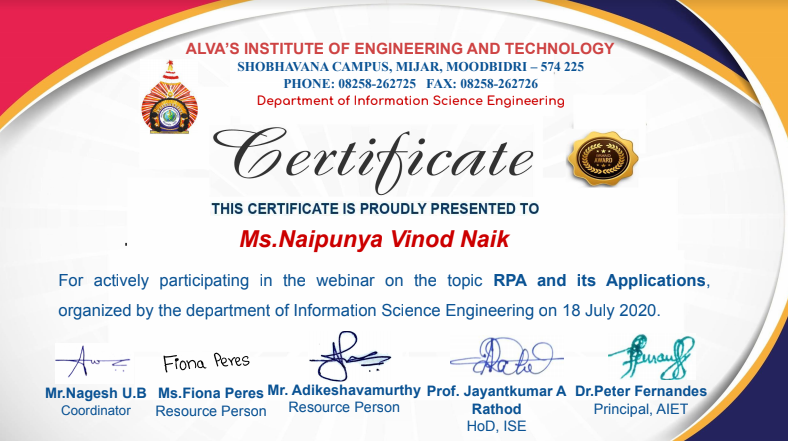 ALVA'S INSTITUTE OF ENGINEERING AND TECHNOLOGY
SHOBHAVANA CAMPUS, MIJAR, MOODBIDRI – 574 225
PHONE: 08258-262725 FAX: 08258-262726
Department of Information Science Engineering
Certificate
AWARD
THIS CERTIFICATE IS PROUDLY PRESENTED TO
Ms.Naipunya Vinod Naik
For actively participating in the webinar on the topic RPA and its Applications,
organized by the department of Information Science Engineering on 18 July 2020.
Fiona Peres
Mr.Nagesh U.B
Coordinator
Ms.Fiona Peres
Resource Person
Mr. Adikeshavamurthy
Resource Person
Prof. Jayantkumar A
Rathod
HoD, ISE
Dr.Peter Fernandes
Principal, AIET